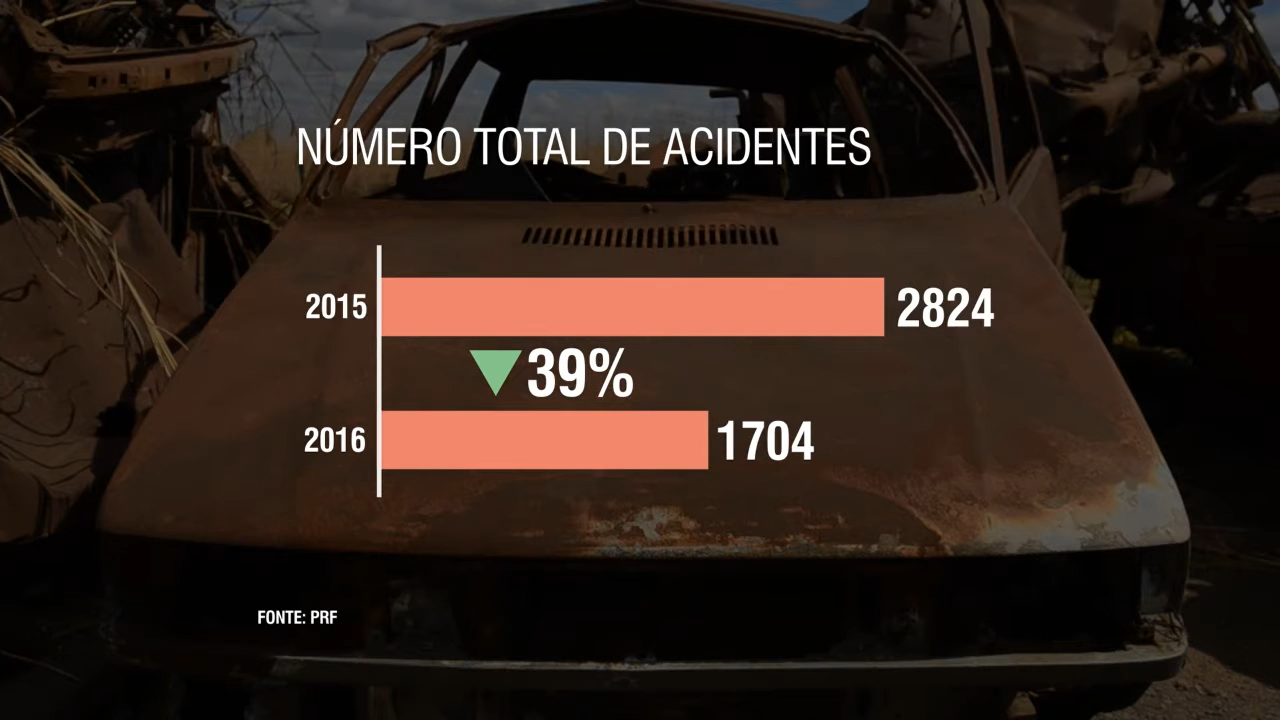 NÚMERO TOTAL DE ACIDENTES
2015 2824
39%
2016 1704
FONTE: PRF